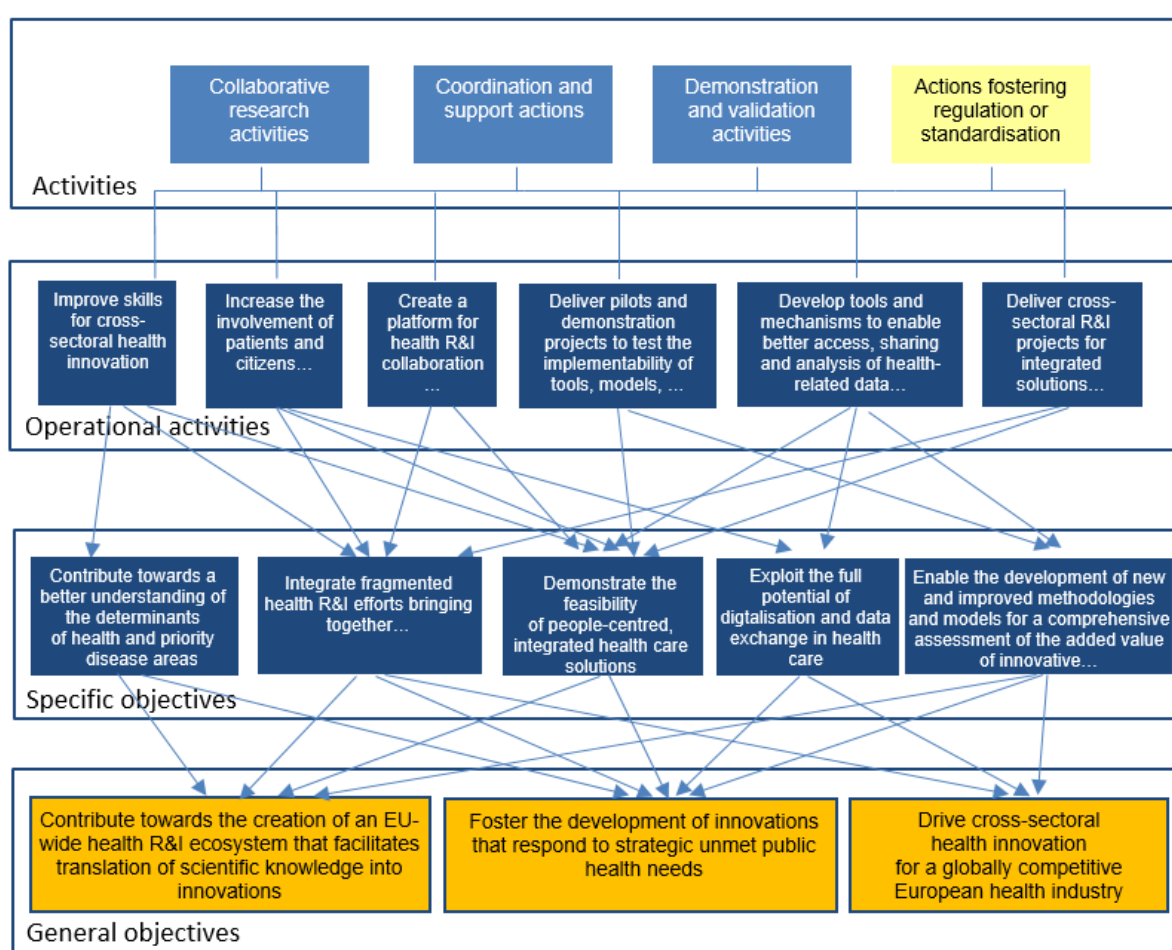 Collaborative
research
activities
Coordination and
support actions
Demonstration
and validation
activities
Actions fostering
regulation or
standardisation
Activities
Improve skills
for cross-
sectoral health
innovation
Increase the
involvement of
patients and
citizens…
Create a
platform for
health R&I
collaboration
…
Deliver pilots and
demonstration
projects to test the
implementability of
tools, models, …
Develop tools and
mechanisms to enable
better access, sharing
and analysis of health-
related data…
Deliver cross-
sectoral R&I
projects for
integrated
solutions…
Operational activities
Contribute towards a
better understanding of
the determinants
of health and priority
disease areas
Integrate fragmented
health R&I efforts bringing
together…
Demonstrate the
feasibility
of people-centred,
integrated health care
solutions
Exploit the full
potential of
digtalisation and data
exchange in health
care
Enable the development of new
and improved methodologies
and models for a comprehensive
assessment of the added value
of innovative…
Specific objectives
Contribute towards the creation of an EU-
wide health R&I ecosystem that facilitates
translation of scientific knowledge into
innovations
Foster the development of innovations
that respond to strategic unmet public
health needs
Drive cross-sectoral
health innovation
for a globally competitive
European health industry
General objectives